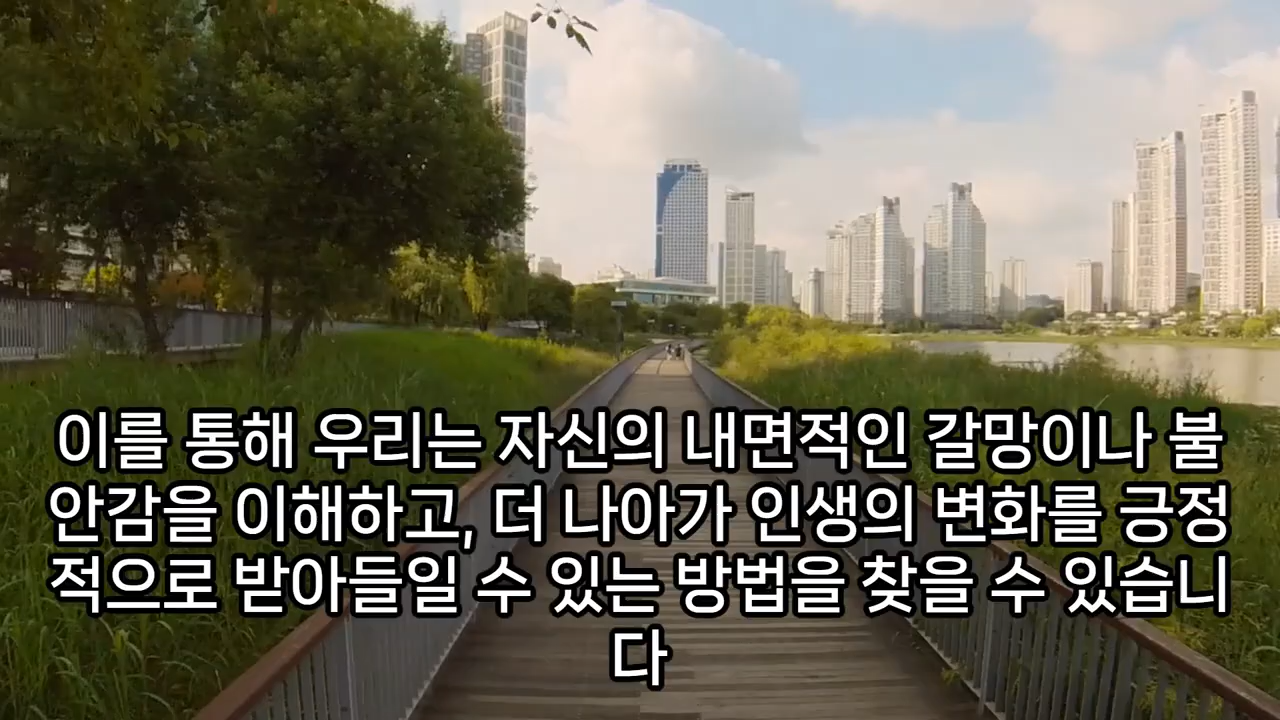 이를 통해 우리는 자신의 내면적인 갈망이나 불
안감을 이해하고, 더 나아가 인생의 변화를 긍정
적으로 받아들일 수 있는 방법을 찾을 수 있습니
다